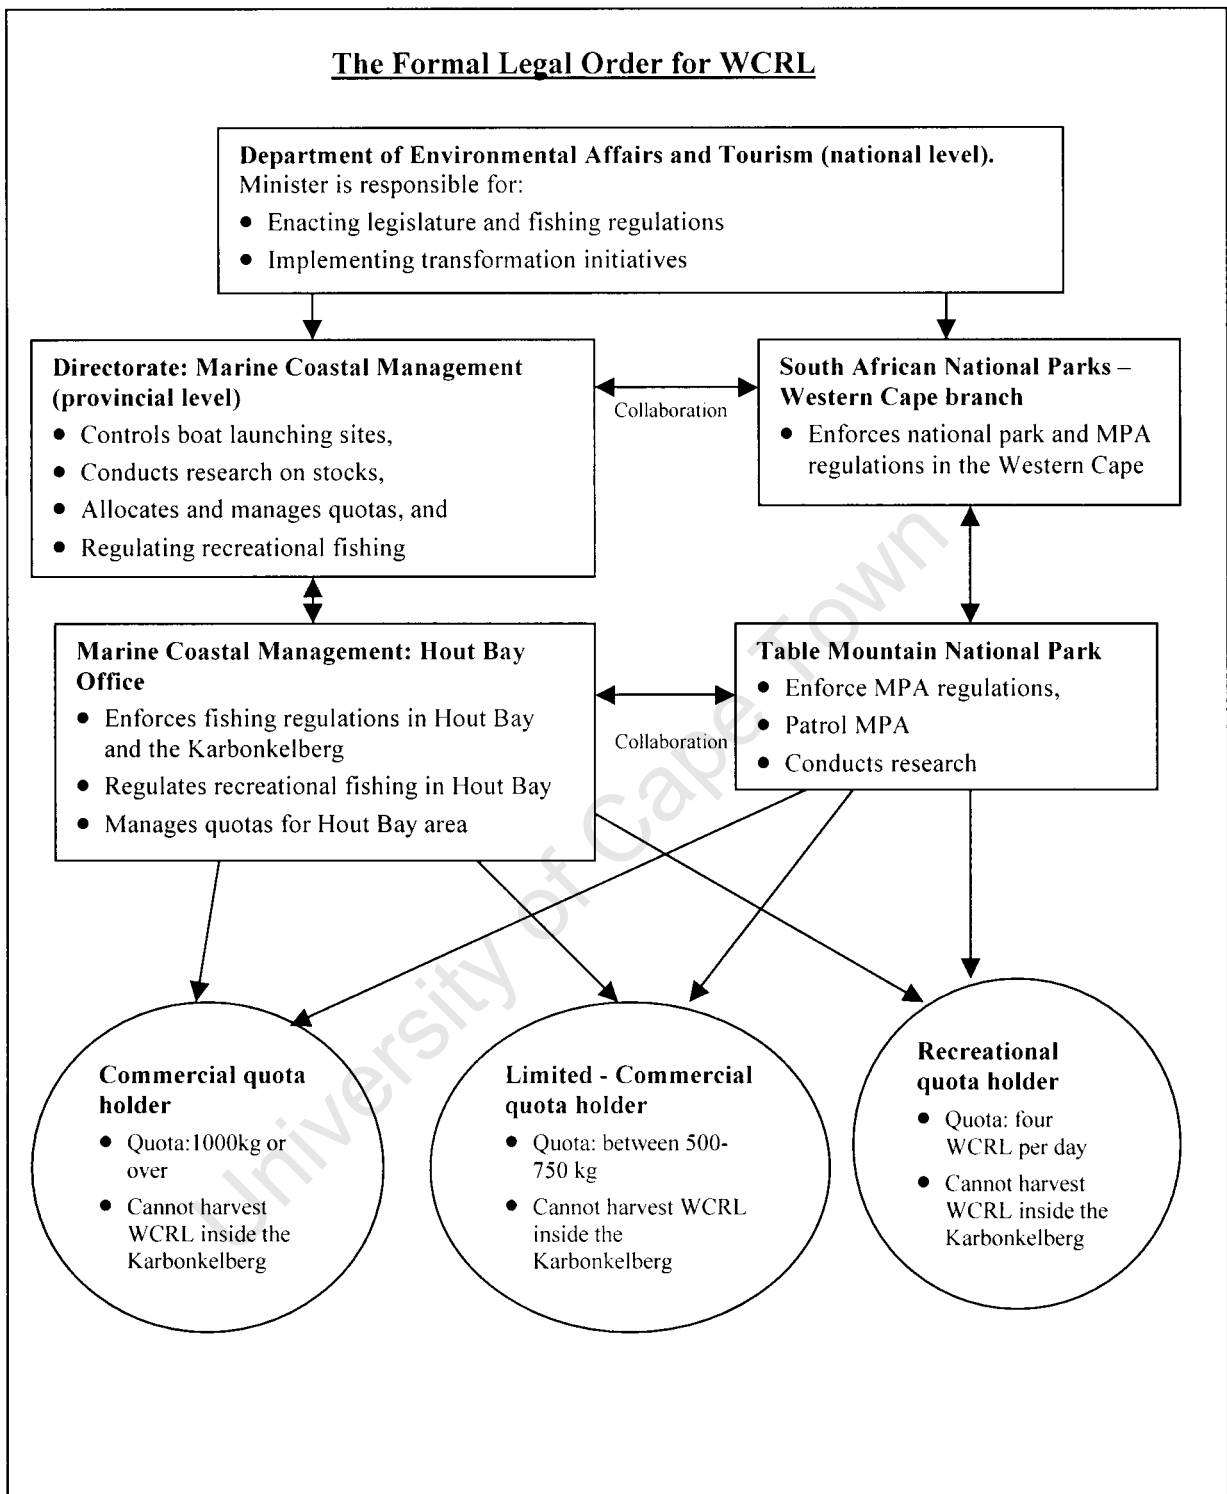 The Formal Legal Order for WCRL
Department of Environmental Affairs and Tourism (national level).
Minister is responsible for:
● Enacting legislature and fishing regulations
● Implementing transformation initiatives
Directorate: Marine Coastal Management
(provincial level)
● Controls boat launching sites,
● Conducts research on stocks,
● Allocates and manages quotas, and
● Regulating recreational fishing
Collaboration
South African National Parks –
Western Cape branch
● Enforces national park and MPA
regulations in the Western Cape
Marine Coastal Management: Hout Bay
Office
● Enforces fishing regulations in Hout Bay
and the Karbonkelberg
● Regulates recreational fishing in Hout Bay
● Manages quotas for Hout Bay area
Collaboration
Table Mountain National Park
● Enforce MPA regulations,
● Patrol MPA
● Conducts research
Commercial quota
holder
● Quota:1000kg or
over
● Cannot harvest
WCRL inside the
Karbonkelberg
Limited - Commercial
quota holder
● Quota: between 500-
750 kg
● Cannot harvest WCRL
inside the
Karbonkelberg
Recreational
quota holder
● Quota: four
WCRL per day
● Cannot harvest
WCRL inside the
Karbonkelberg
University of Cape Town